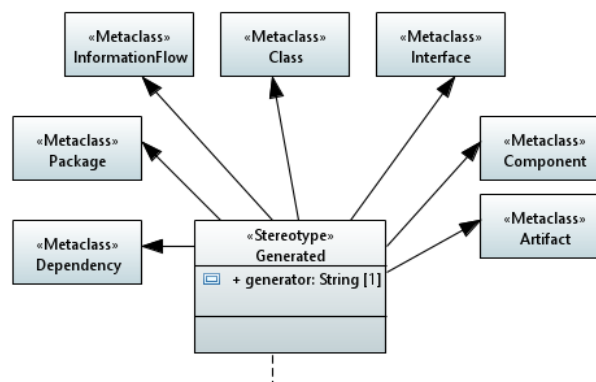 «Metaclass»
InformationFlow
«Metaclass»
Class
«Metaclass»
Interface
«Metaclass»
Package
«Metaclass»
Component
«Metaclass»
Dependency
«Metaclass»
Artifact
«Stereotype»
Generated
+ generator: String [1]